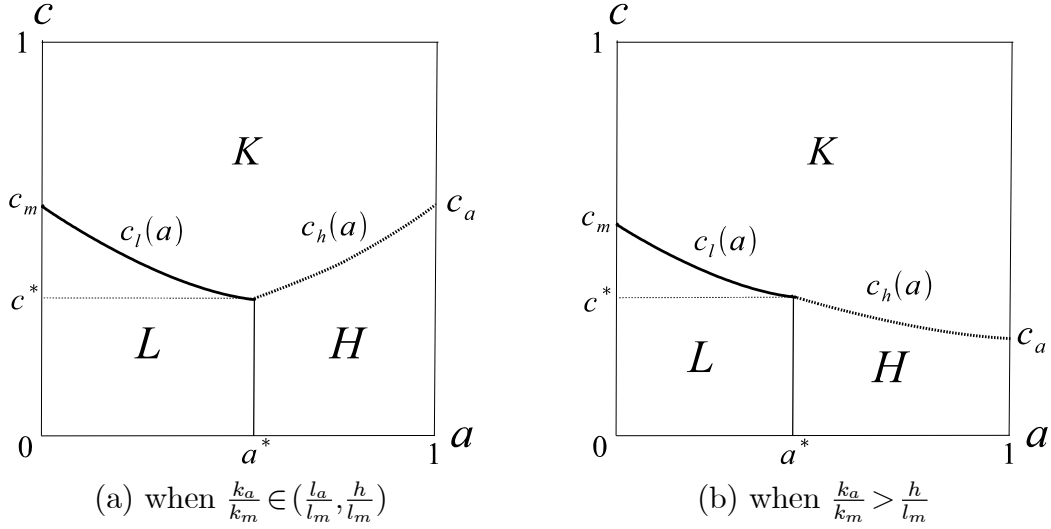 c c
1 1
K K
c_m c_l(a) c_h(a) c_a
c_m c_l(a)
c* c* c_h(a)
L H L H c_a
0 a* 1 a 0 a* 1 a
(a) when k_a/k_m ∈ (l_a/l_m, h/l_m) (b) when k_a/k_m > h/l_m